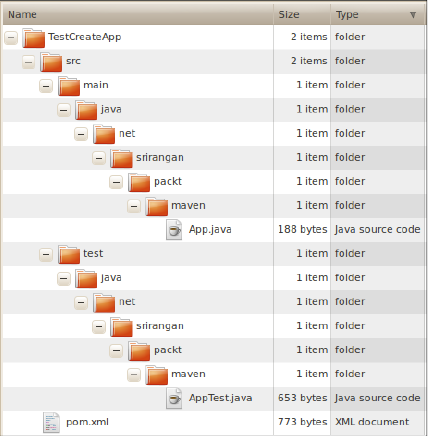 Name Size Type
TestCreateApp 2 items folder
src 2 items folder
main 1 item folder
java 1 item folder
net 1 item folder
srirangan 1 item folder
packt 1 item folder
maven 1 item folder
App.java 188 bytes Java source code
test 1 item folder
java 1 item folder
net 1 item folder
srirangan 1 item folder
packt 1 item folder
maven 1 item folder
AppTest.java 653 bytes Java source code
pom.xml 773 bytes XML document